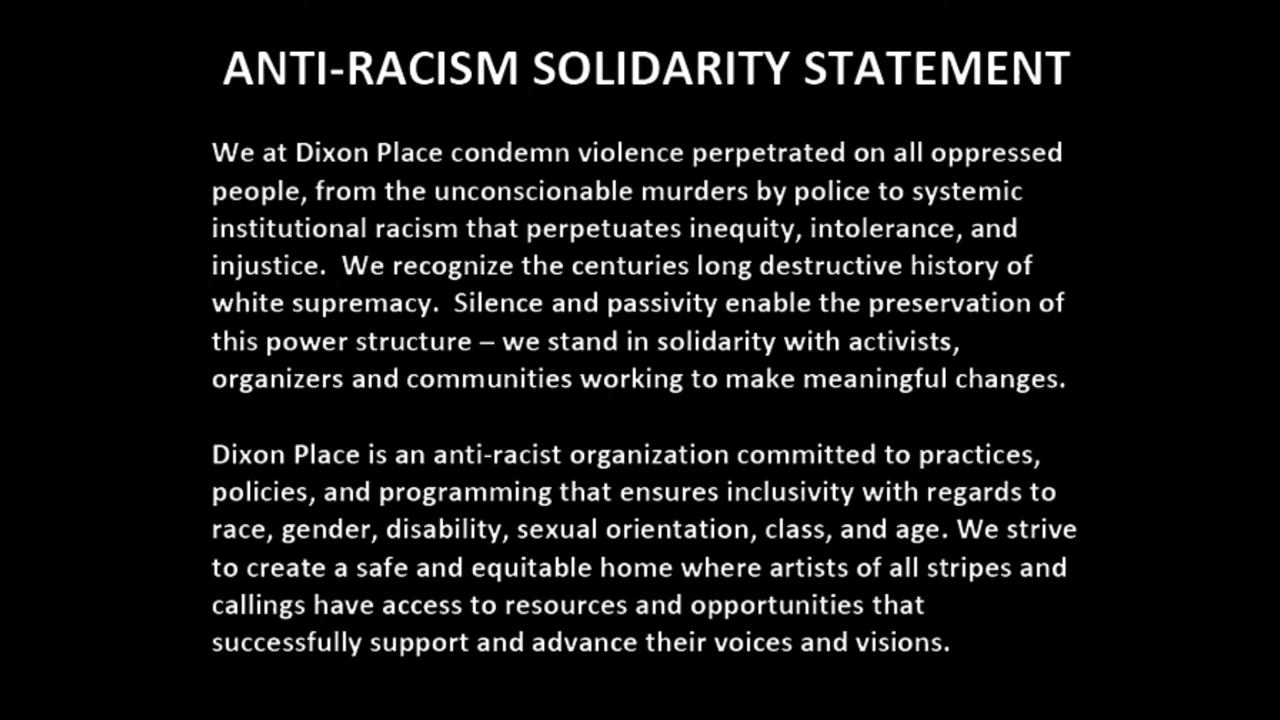 ANTI-RACISM SOLIDARITY STATEMENT
We at Dixon Place condemn violence perpetrated on all oppressed
people, from the unconscionable murders by police to systemic
institutional racism that perpetuates inequity, intolerance, and
injustice.  We recognize the centuries long destructive history of
white supremacy.  Silence and passivity enable the preservation of
this power structure – we stand in solidarity with activists,
organizers and communities working to make meaningful changes.
Dixon Place is an anti-racist organization committed to practices,
policies, and programming that ensures inclusivity with regards to
race, gender, disability, sexual orientation, class, and age. We strive
to create a safe and equitable home where artists of all stripes and
callings have access to resources and opportunities that
successfully support and advance their voices and visions.